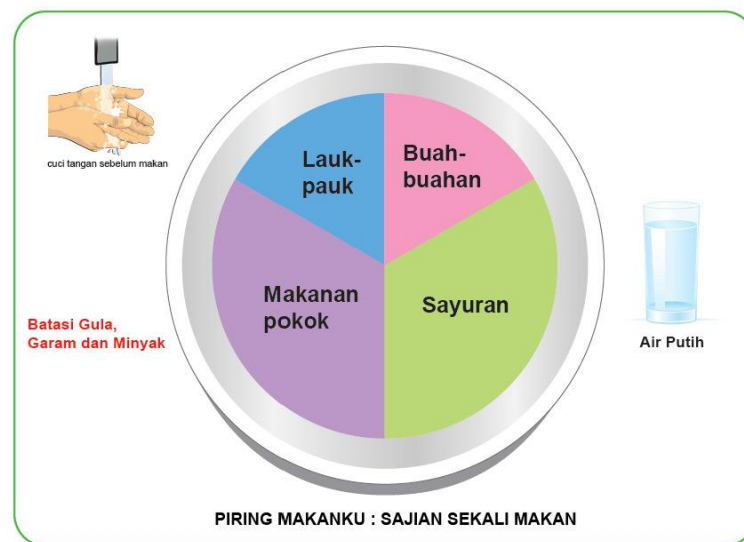 cuci tangan sebelum makan
Lauk-
pauk
Buah-
buahan
Makanan
pokok
Sayuran
Batasi Gula,
Garam dan Minyak
Air Putih
PIRING MAKANKU : SAJIAN SEKALI MAKAN